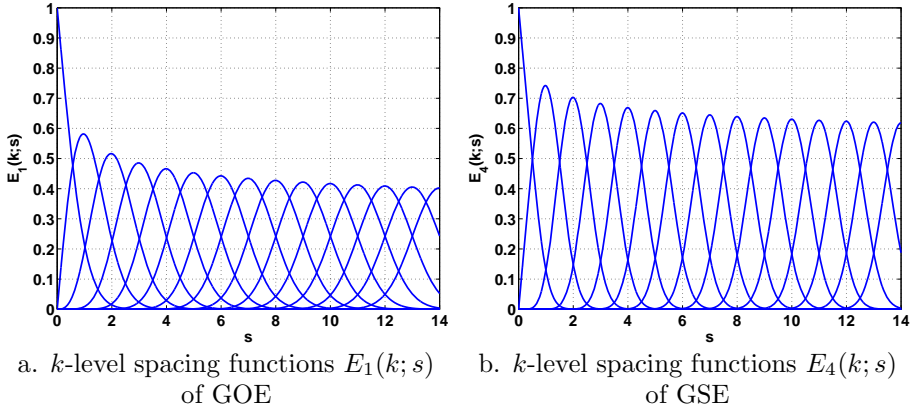 1
0.9
0.8
0.7
0.6
0.5
0.4
0.3
0.2
0.1
0
E₁(k;s)
0 2 4 6 8 10 12 14
s
a. k-level spacing functions E₁(k; s)
of GOE
1
0.9
0.8
0.7
0.6
0.5
0.4
0.3
0.2
0.1
0
E₄(k;s)
0 2 4 6 8 10 12 14
s
b. k-level spacing functions E₄(k; s)
of GSE